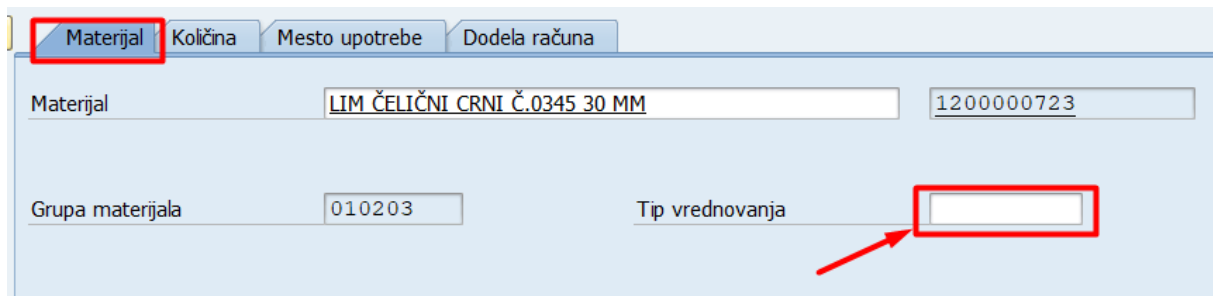 Materijal Količina Mesto upotrebe Dodela računa
Materijal LIM ČELIČNI CRNI Č.0345 30 MM 1200000723
Grupa materijala 010203 Tip vrednovanja